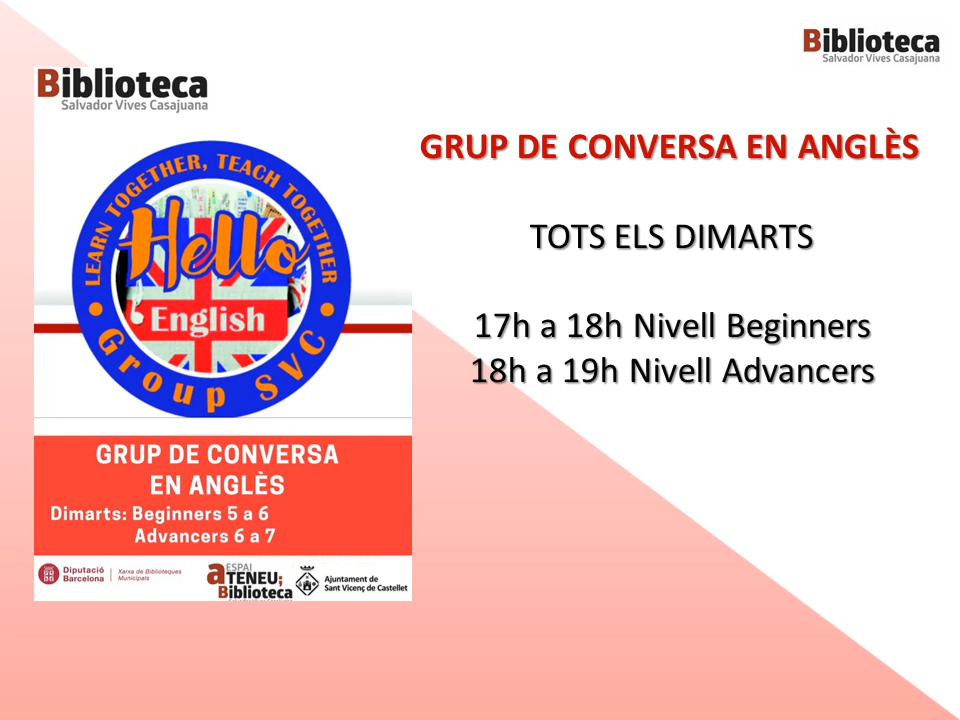 Biblioteca
Salvador Vives Casajuana
Biblioteca
Salvador Vives Casajuana
LEARN TOGETHER, TEACH TOGETHER
Hello
English
Group SVC
GRUP DE CONVERSA
EN ANGLÈS
Dimarts: Beginners 5 a 6
Advancers 6 a 7
Diputació
Barcelona
Xarxa de Biblioteques
Municipals
ESPAI
ATENEU;
Biblioteca
Ajuntament de
Sant Vicenç de Castellet
GRUP DE CONVERSA EN ANGLÈS
TOTS ELS DIMARTS
17h a 18h Nivell Beginners
18h a 19h Nivell Advancers